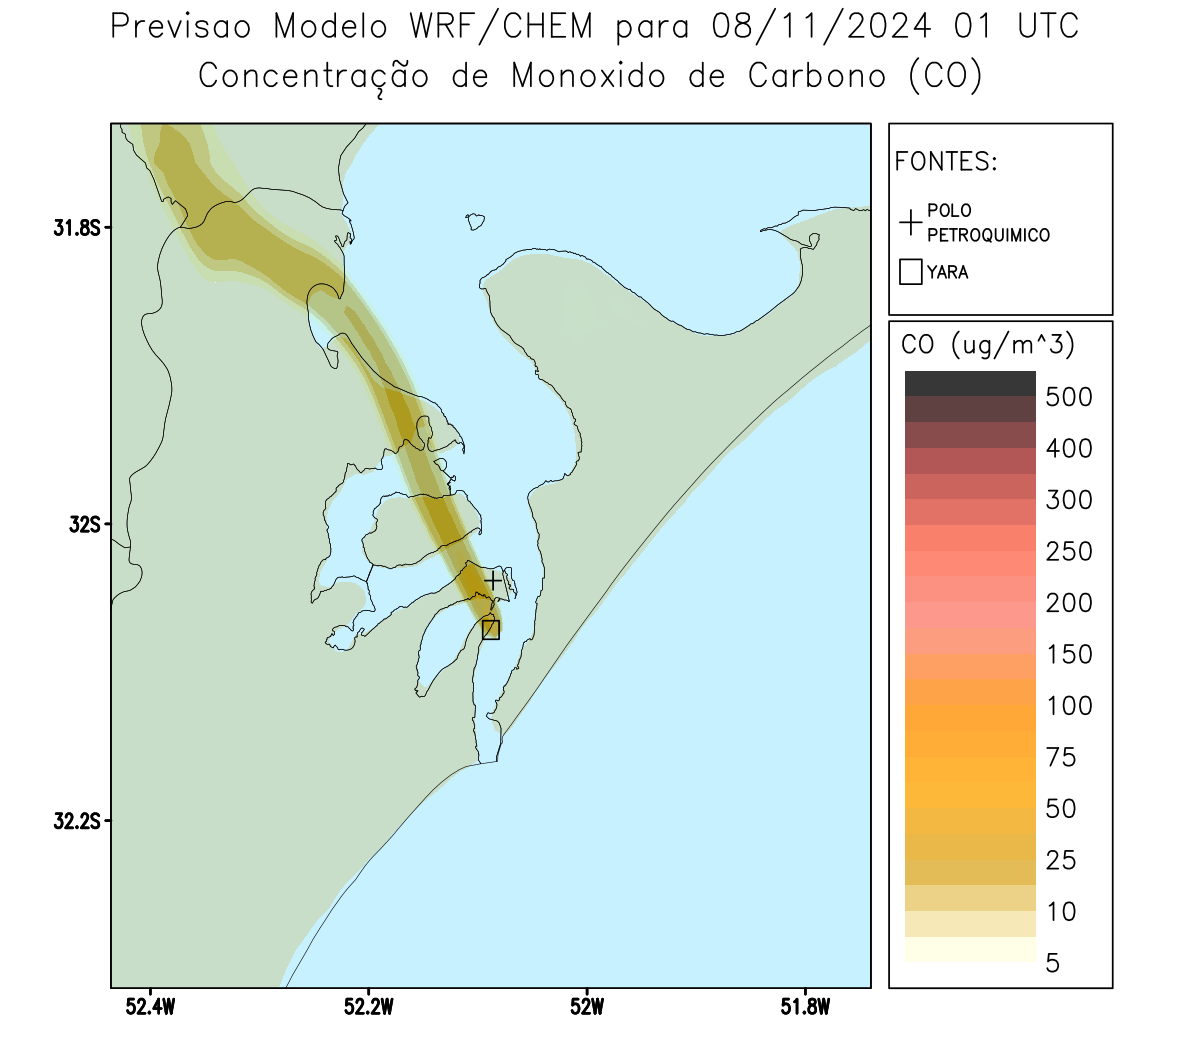 Previsao Modelo WRF/CHEM para 08/11/2024 01 UTC
Concentração de Monoxido de Carbono (CO)
FONTES:
POLO
PETROQUIMICO
YARA
CO (ug/m^3)
500
400
300
250
200
150
100
75
50
25
10
5
31.8S
32S
32.2S
52.4W
52.2W
52W
51.8W